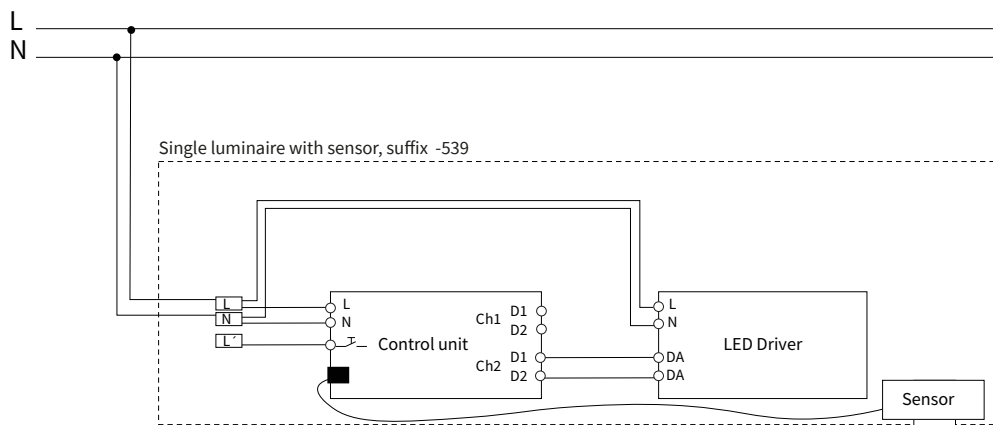 L
N
Single luminaire with sensor, suffix -539
L
N
L´
L
N
Control unit
Ch1
D1
D2
Ch2
D1
D2
L
N
DA
DA
LED Driver
Sensor